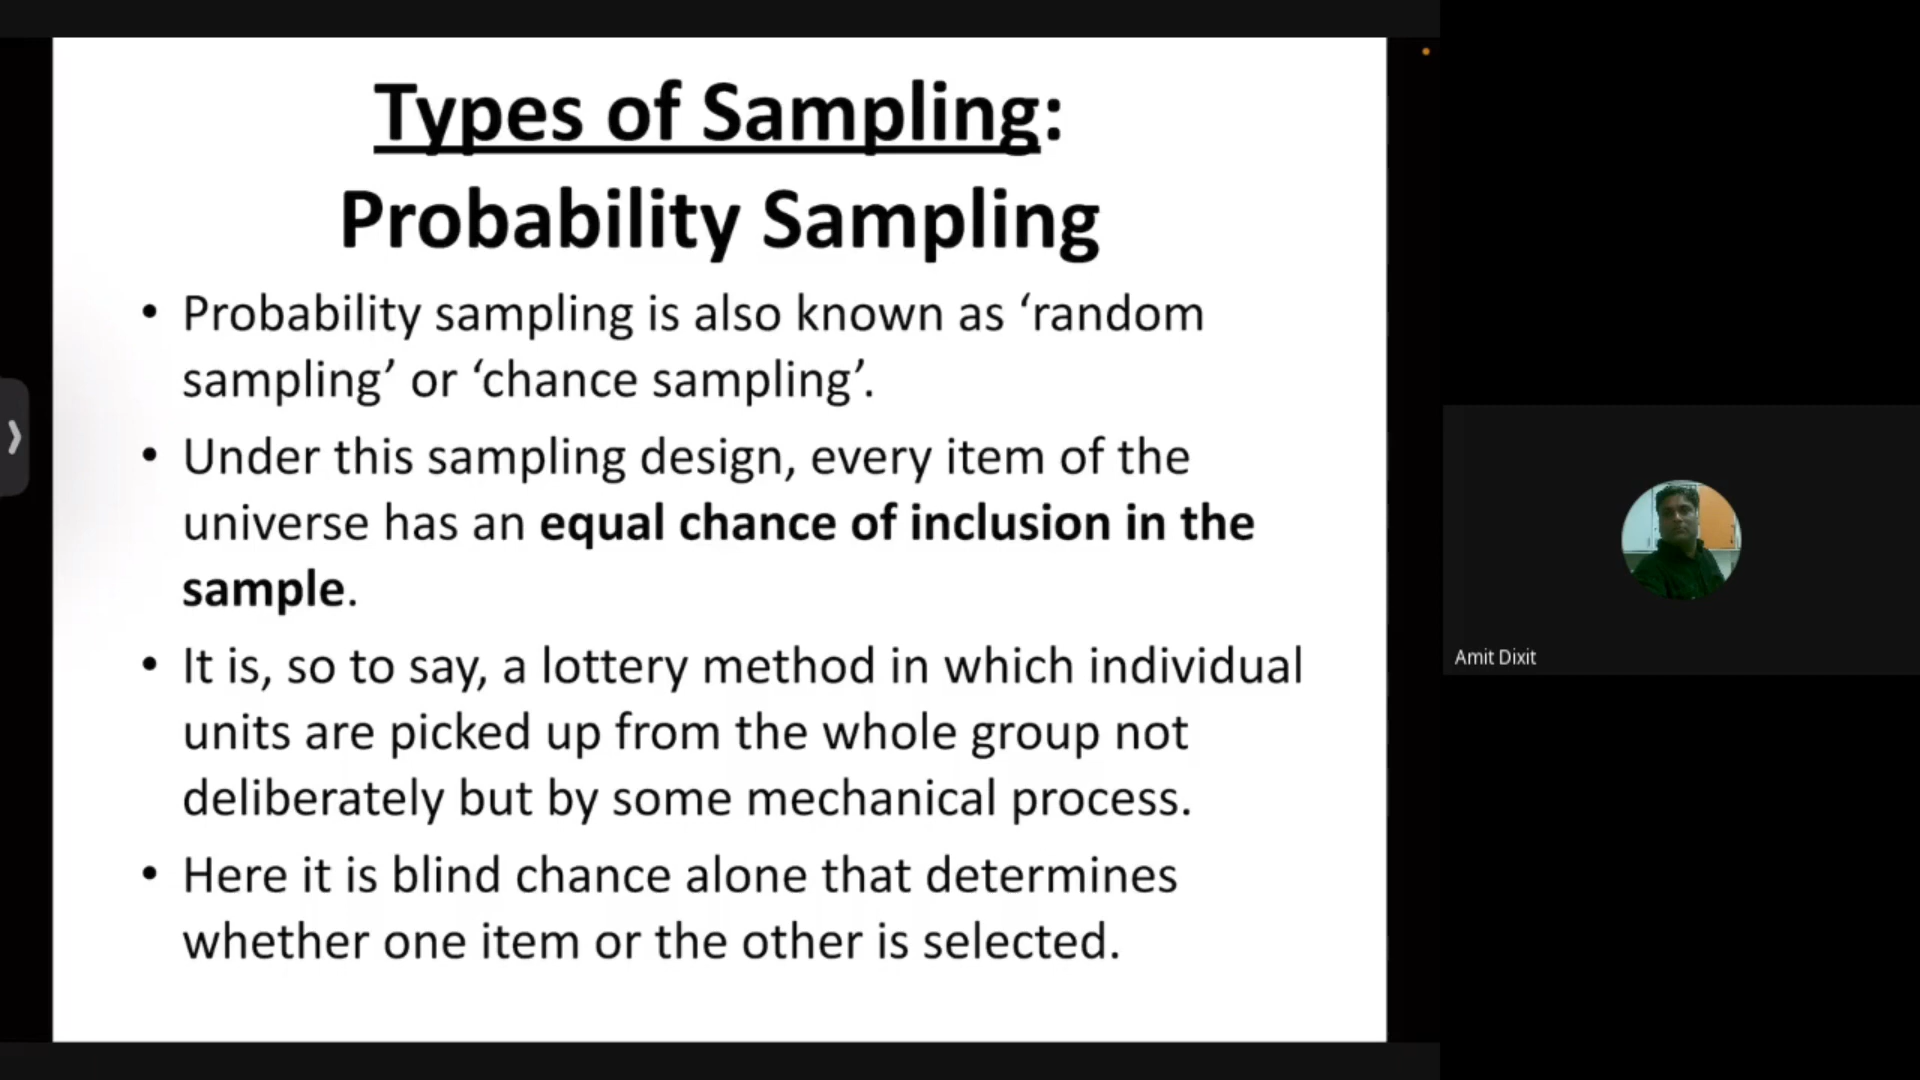 Types of Sampling:
Probability Sampling
• Probability sampling is also known as ‘random
sampling’ or ‘chance sampling’.
• Under this sampling design, every item of the
universe has an equal chance of inclusion in the
sample.
• It is, so to say, a lottery method in which individual
units are picked up from the whole group not
deliberately but by some mechanical process.
• Here it is blind chance alone that determines
whether one item or the other is selected.
Amit Dixit